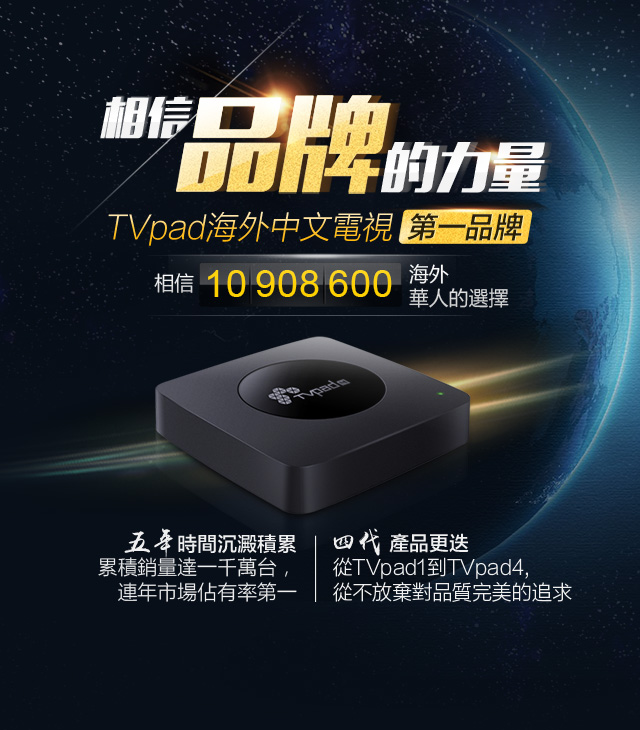 相信品牌的力量
TVpad海外中文電視 第一品牌
相信 10 908 600 海外
華人的選擇
TVpad
五年時間沉澱積累
累積銷量達一千萬台，
連年市場佔有率第一
四代 產品更迭
從TVpad1到TVpad4,
從不放棄對品質完美的追求